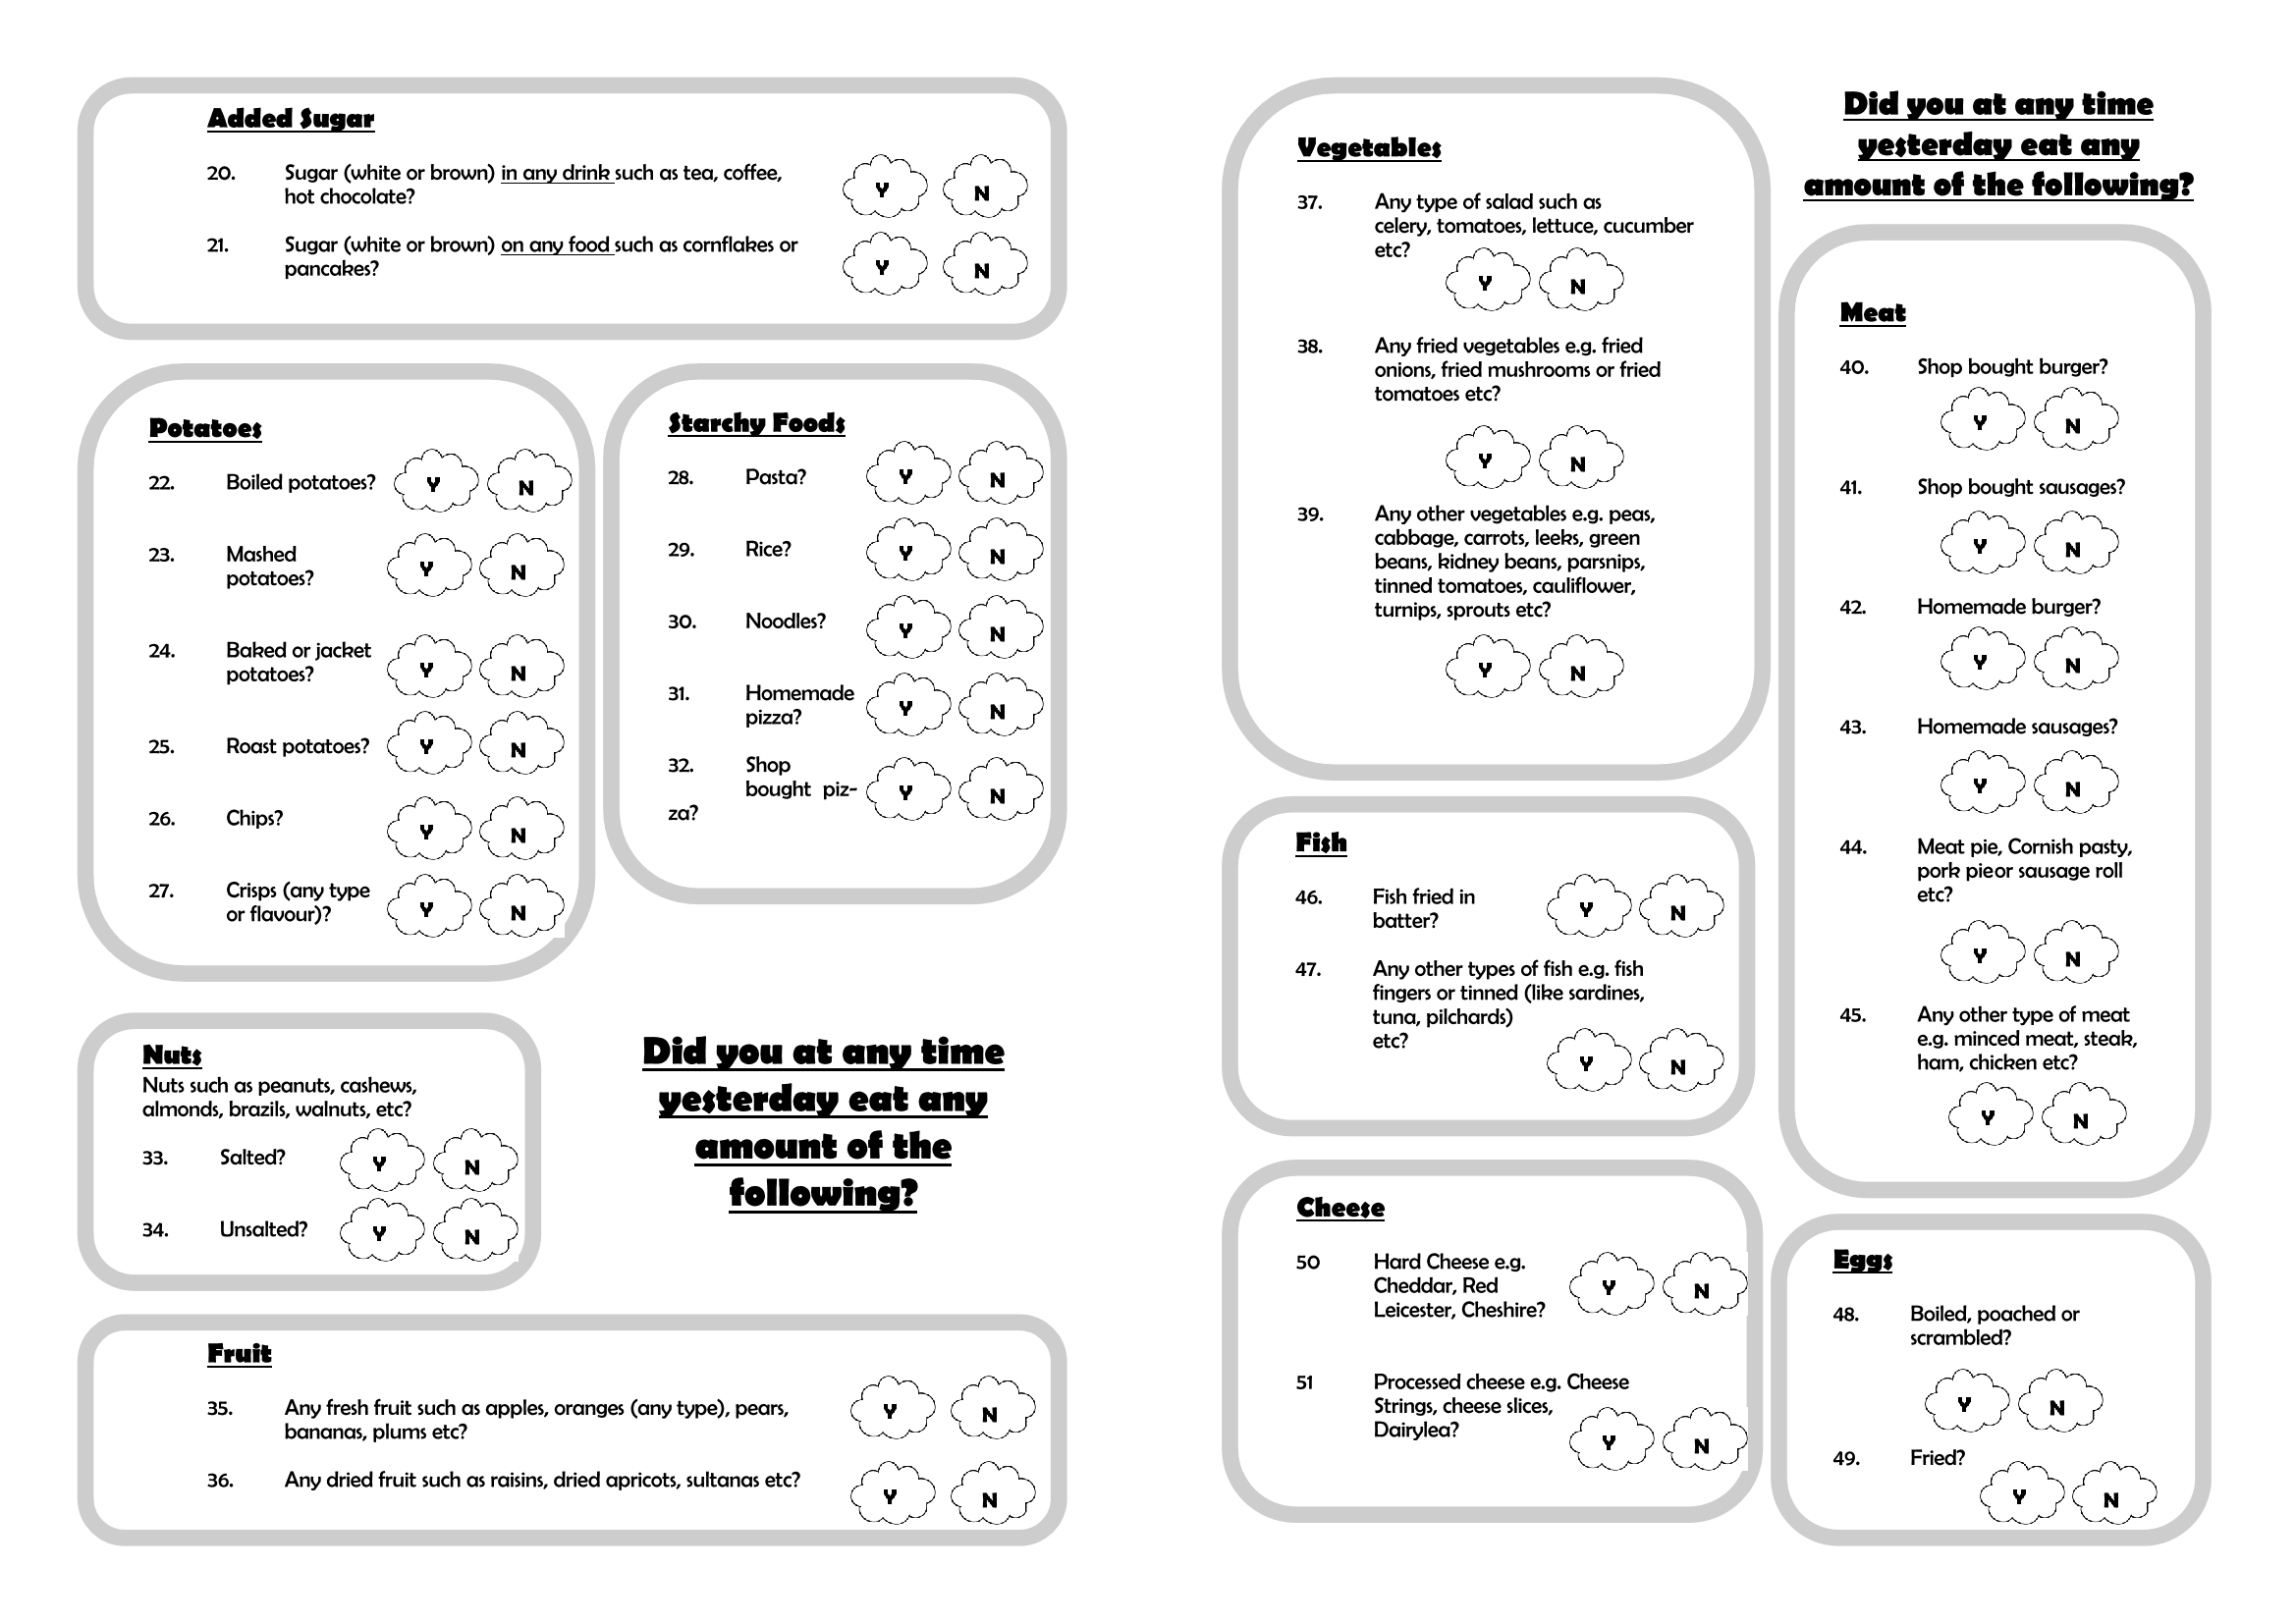 Added Sugar
20. Sugar (white or brown) in any drink such as tea, coffee,
hot chocolate?
Y N
21. Sugar (white or brown) on any food such as cornflakes or
pancakes?
Y N
Potatoes
22. Boiled potatoes? Y N
23. Mashed
potatoes?
Y N
24. Baked or jacket
potatoes?
Y N
25. Roast potatoes? Y N
26. Chips? Y N
27. Crisps (any type
or flavour)?
Y N
Starchy Foods
28. Pasta? Y N
29. Rice? Y N
30. Noodles? Y N
31. Homemade
pizza?
Y N
32. Shop
bought piz-
za?
Y N
Nuts
Nuts such as peanuts, cashews,
almonds, brazils, walnuts, etc?
33. Salted? Y N
34. Unsalted? Y N
Did you at any time
yesterday eat any
amount of the
following?
Fruit
35. Any fresh fruit such as apples, oranges (any type), pears,
bananas, plums etc?
Y N
36. Any dried fruit such as raisins, dried apricots, sultanas etc? Y N
Vegetables
37. Any type of salad such as
celery, tomatoes, lettuce, cucumber
etc?
Y N
38. Any fried vegetables e.g. fried
onions, fried mushrooms or fried
tomatoes etc?
Y N
39. Any other vegetables e.g. peas,
cabbage, carrots, leeks, green
beans, kidney beans, parsnips,
tinned tomatoes, cauliflower,
turnips, sprouts etc?
Y N
Did you at any time
yesterday eat any
amount of the following?
Meat
40. Shop bought burger?
Y N
41. Shop bought sausages?
Y N
42. Homemade burger?
Y N
43. Homemade sausages?
Y N
44. Meat pie, Cornish pasty,
pork pieor sausage roll
etc?
Y N
45. Any other type of meat
e.g. minced meat, steak,
ham, chicken etc?
Y N
Fish
46. Fish fried in
batter?
Y N
47. Any other types of fish e.g. fish
fingers or tinned (like sardines,
tuna, pilchards)
etc?
Y N
Cheese
50 Hard Cheese e.g.
Cheddar, Red
Leicester, Cheshire?
Y N
51 Processed cheese e.g. Cheese
Strings, cheese slices,
Dairylea?
Y N
Eggs
48. Boiled, poached or
scrambled?
Y N
49. Fried?
Y N